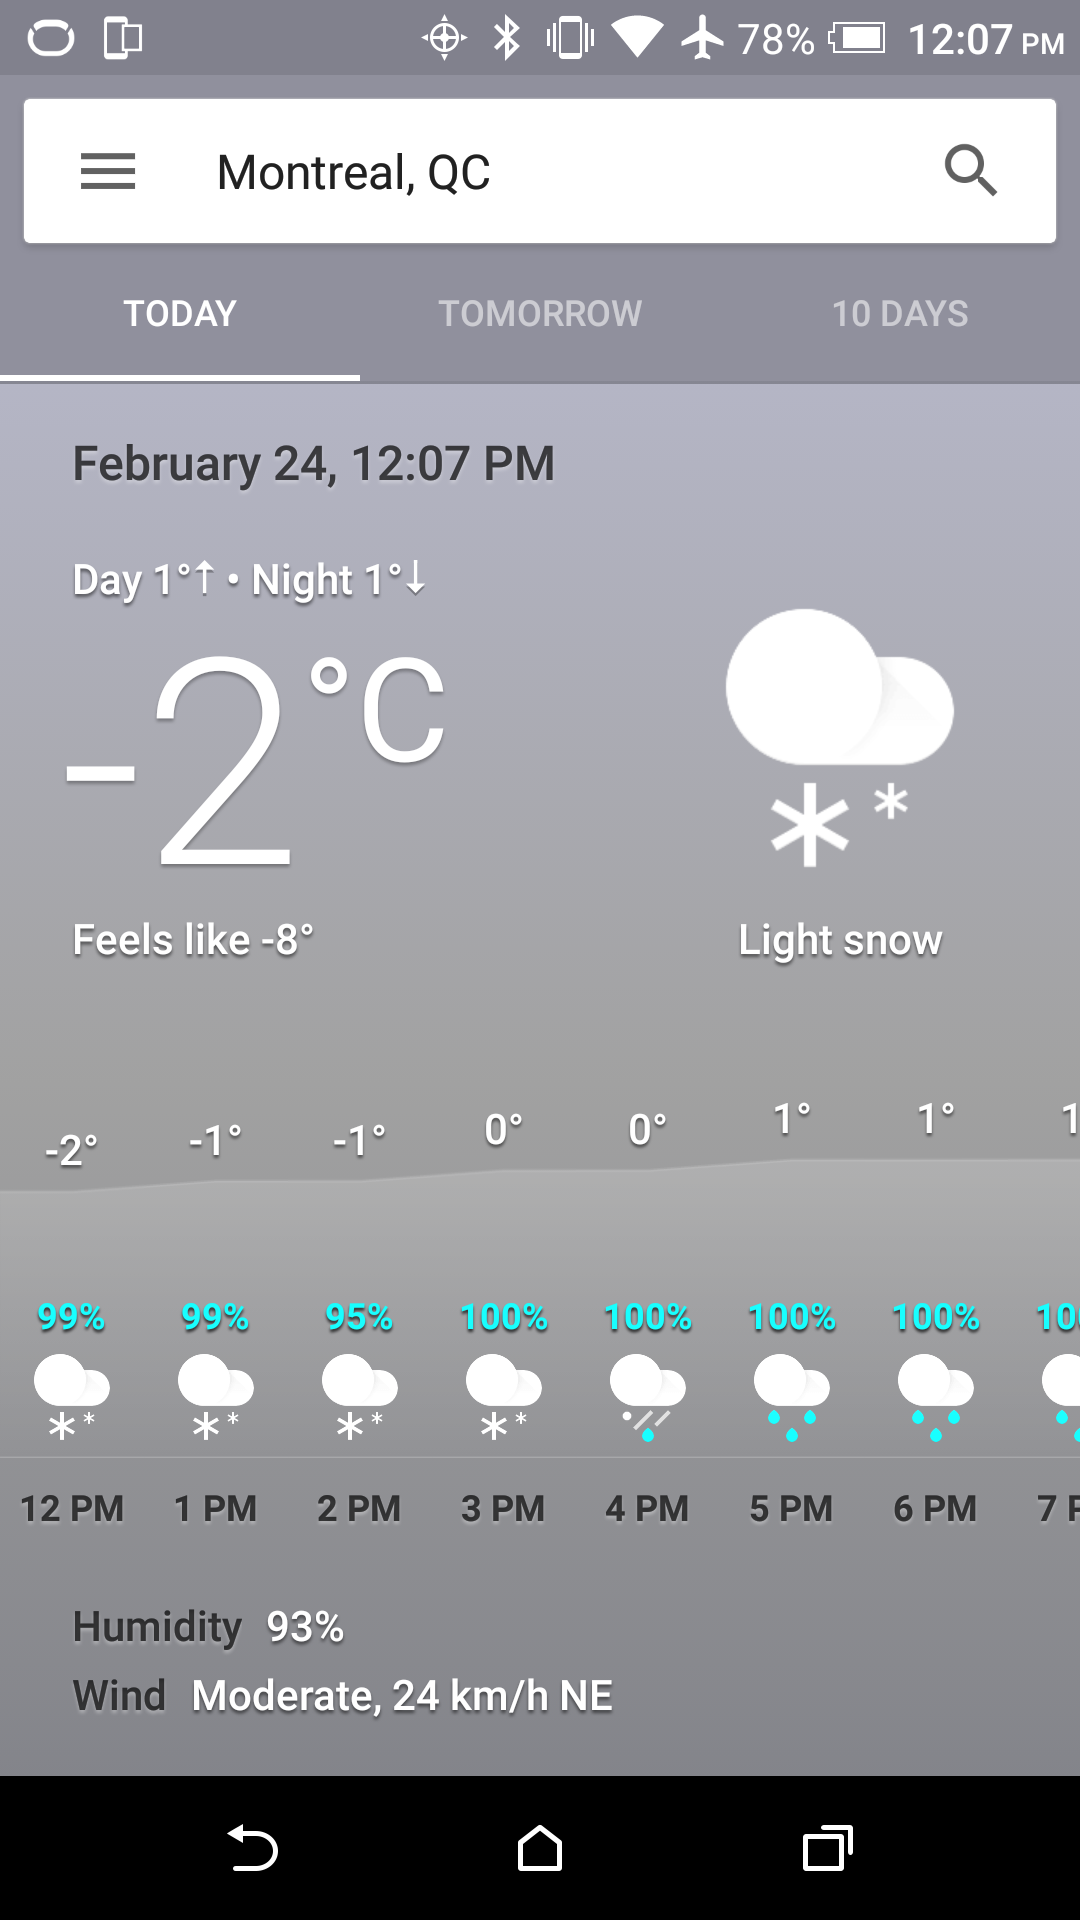 78% 12:07 PM
Montreal, QC
TODAY TOMORROW 10 DAYS
February 24, 12:07 PM
Day 1°↑ • Night 1°↓
-2°C
Feels like -8° Light snow
-2° -1° -1° 0° 0° 1° 1° 1
99% 99% 95% 100% 100% 100% 100% 10
12 PM 1 PM 2 PM 3 PM 4 PM 5 PM 6 PM 7 P
Humidity 93%
Wind Moderate, 24 km/h NE